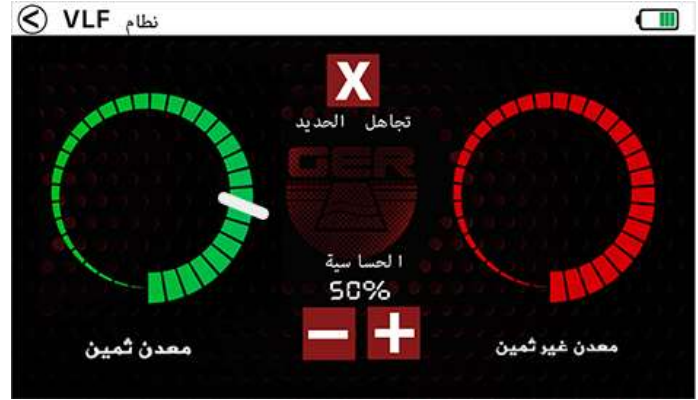 نظام VLF
X
تجاهل الحديد
GER
الحساسية
50%
− +
معدن ثمين
معدن غير ثمين